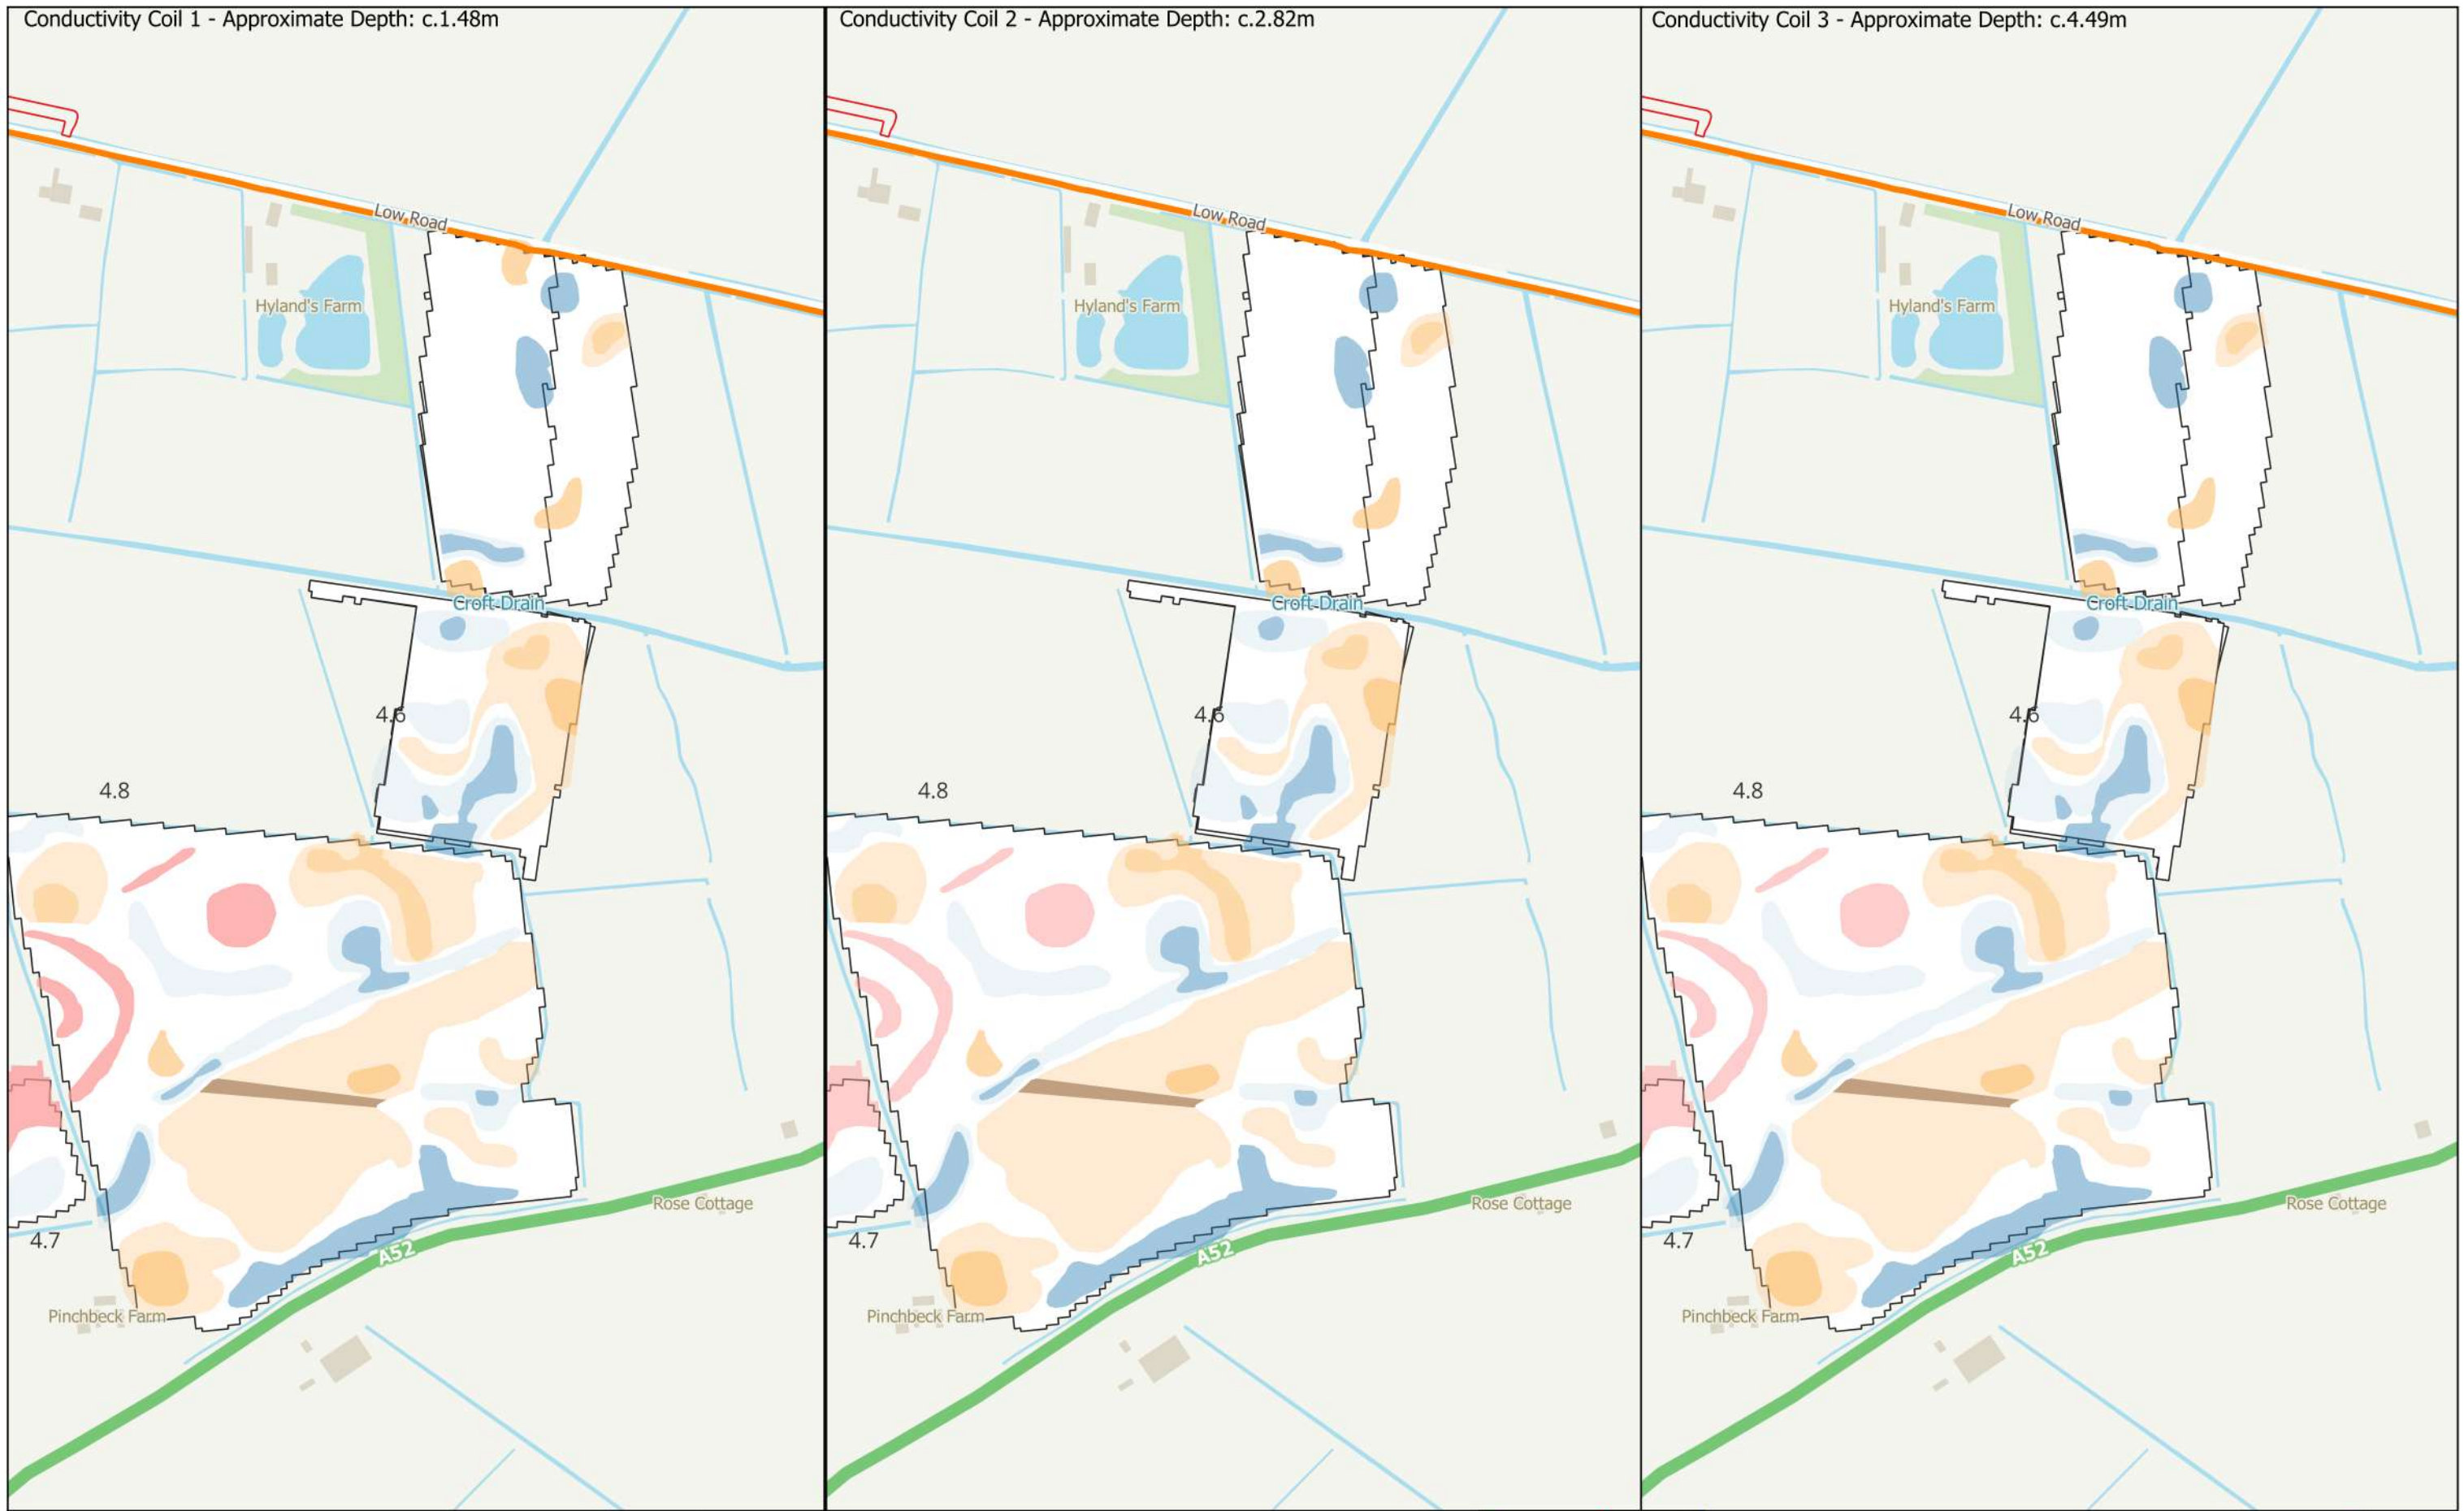 Conductivity Coil 1 - Approximate Depth: c.1.48m
Low Road
Hyland's Farm
Croft Drain
4.6
4.8
Rose Cottage
4.7
A52
Pinchbeck Farm
Conductivity Coil 2 - Approximate Depth: c.2.82m
Low Road
Hyland's Farm
Croft Drain
4.6
4.8
Rose Cottage
4.7
A52
Pinchbeck Farm
Conductivity Coil 3 - Approximate Depth: c.4.49m
Low Road
Hyland's Farm
Croft Drain
4.6
4.8
Rose Cottage
4.7
A52
Pinchbeck Farm